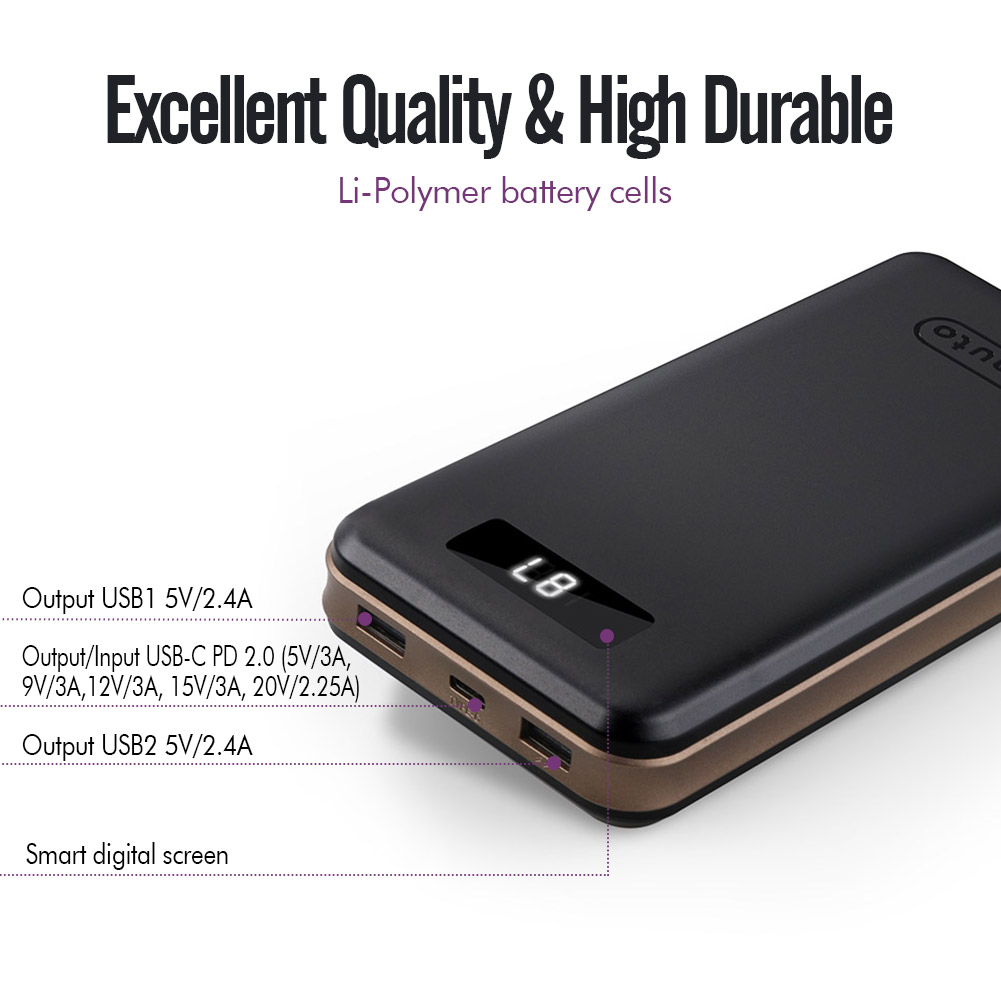 Excellent Quality & High Durable
Li-Polymer battery cells
Output USB1 5V/2.4A
Output/Input USB-C PD 2.0 (5V/3A,
9V/3A,12V/3A, 15V/3A, 20V/2.25A)
Output USB2 5V/2.4A
Smart digital screen
87